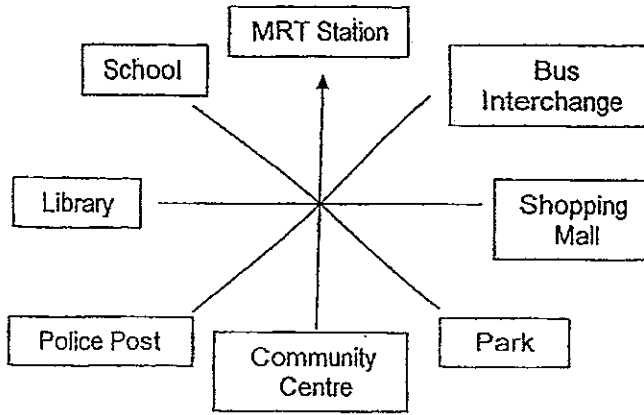 MRT Station
School
Bus
Interchange
Library
Shopping
Mall
Police Post
Community
Centre
Park